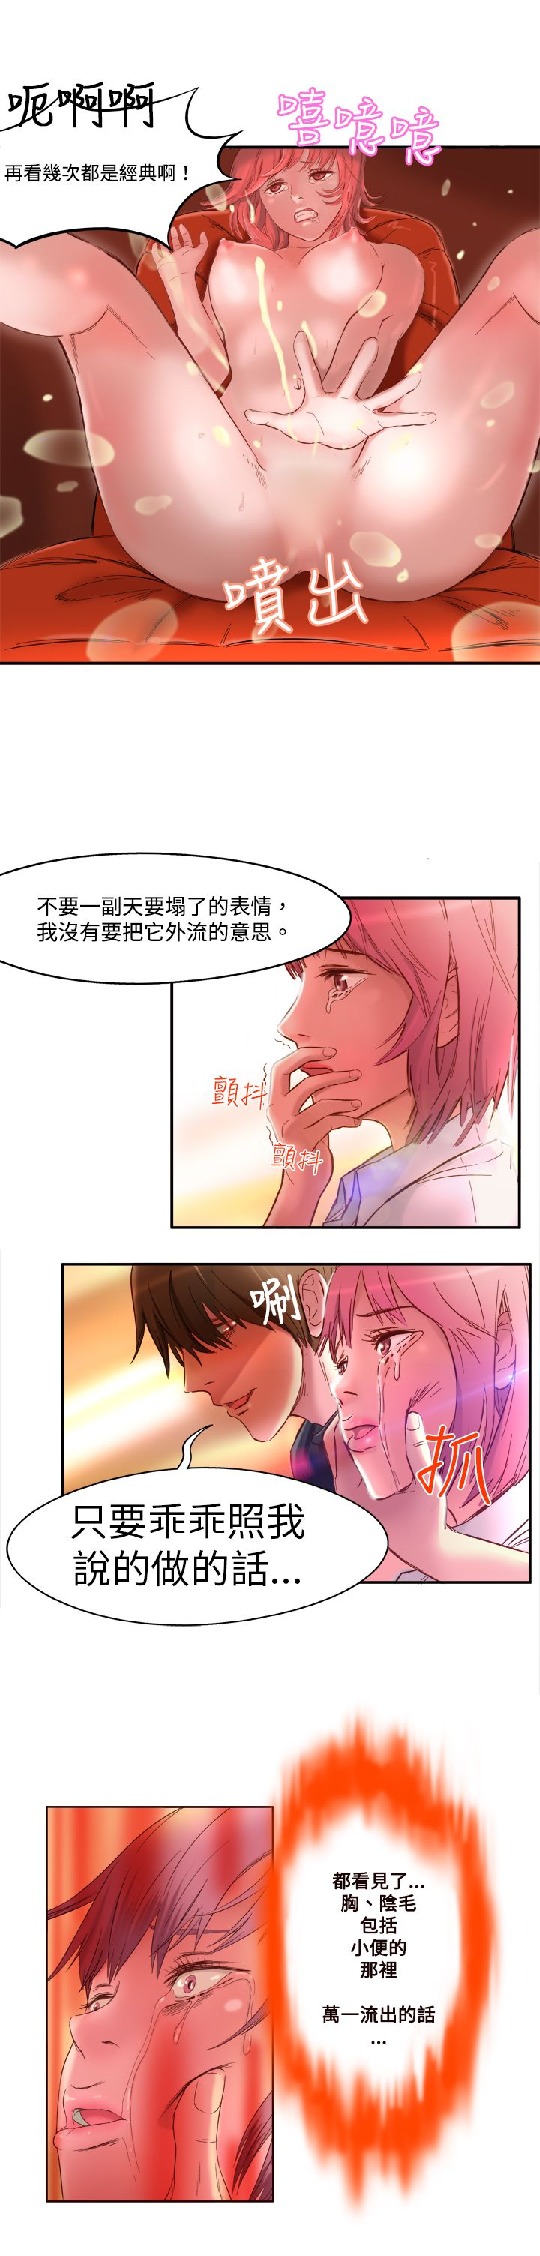 呃啊啊
嘻噫噫
再看幾次都是經典啊！
噴出
不要一副天要塌了的表情，
我沒有要把它外流的意思。
顫抖
顫抖
唰
抓
只要乖乖照我
說的做的話...
都看見了...
胸、陰毛
包括
小便的
那裡
萬一流出的話
...